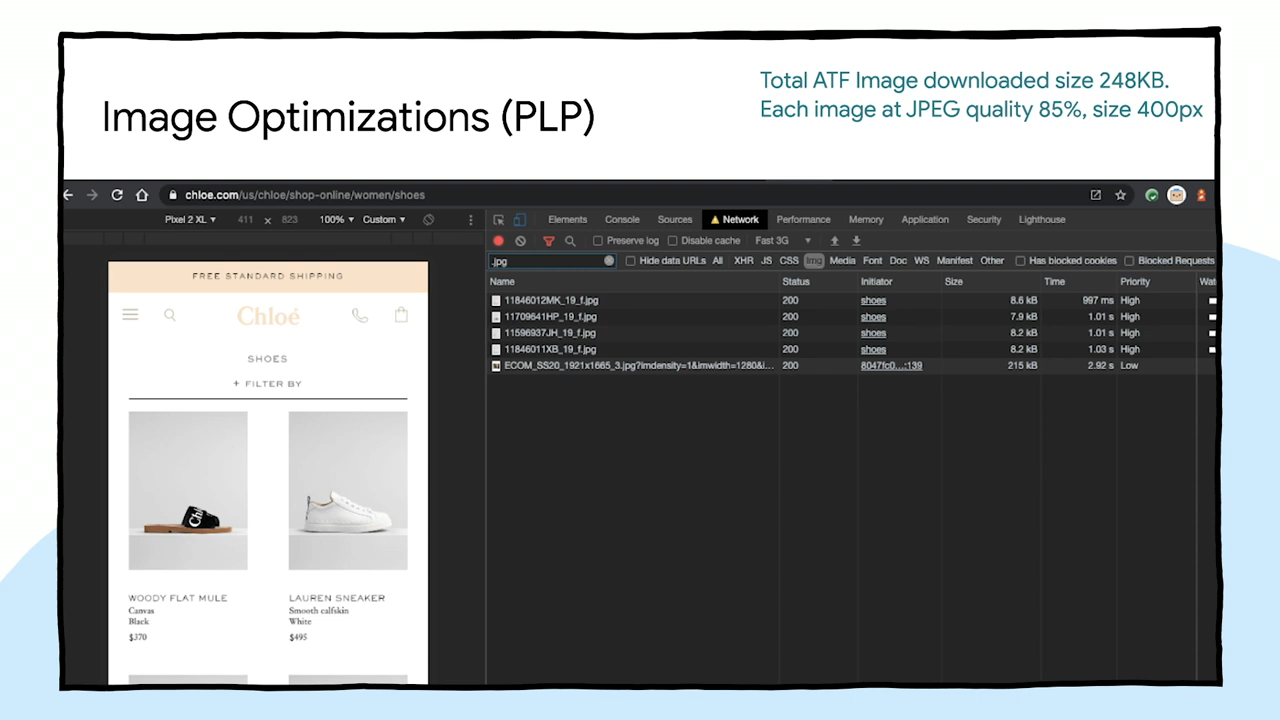 Image Optimizations (PLP)
Total ATF Image downloaded size 248KB.
Each image at JPEG quality 85%, size 400px
chloe.com/us/chloe/shop-online/women/shoes
Pixel 2 XL ▼ 411 x 823 100% ▼ Custom ▼
Elements Console Sources Network Performance Memory Application Security Lighthouse
Preserve log Disable cache Fast 3G ▼
.jpg Hide data URLs All XHR JS CSS Img Media Font Doc WS Manifest Other Has blocked cookies Blocked Requests
Name Status Initiator Size Time Priority
11846012MK_19_f.jpg 200 shoes 8.6 kB 997 ms High
11709641HP_19_f.jpg 200 shoes 7.9 kB 1.01 s High
11596937JH_19_f.jpg 200 shoes 8.2 kB 1.01 s High
11846011XB_19_f.jpg 200 shoes 8.2 kB 1.03 s High
ECOM_SS20_1921x1665_3.jpg?imdensity=1&imwidth=1280&i... 8047fc0...:139 200 215 kB 2.92 s Low
FREE STANDARD SHIPPING
Chloé
SHOES
+ FILTER BY
Chl
WOODY FLAT MULE
Canvas
Black
$370
LAUREN SNEAKER
Smooth calfskin
White
$495